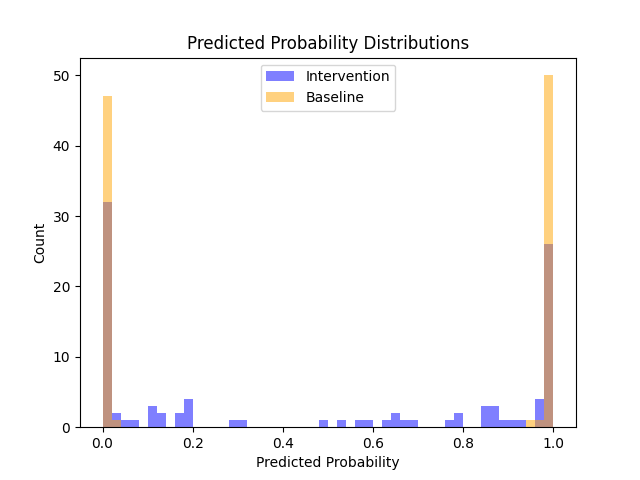 Predicted Probability Distributions
Intervention
Baseline
Count
50
40
30
20
10
0
0.0 0.2 0.4 0.6 0.8 1.0
Predicted Probability